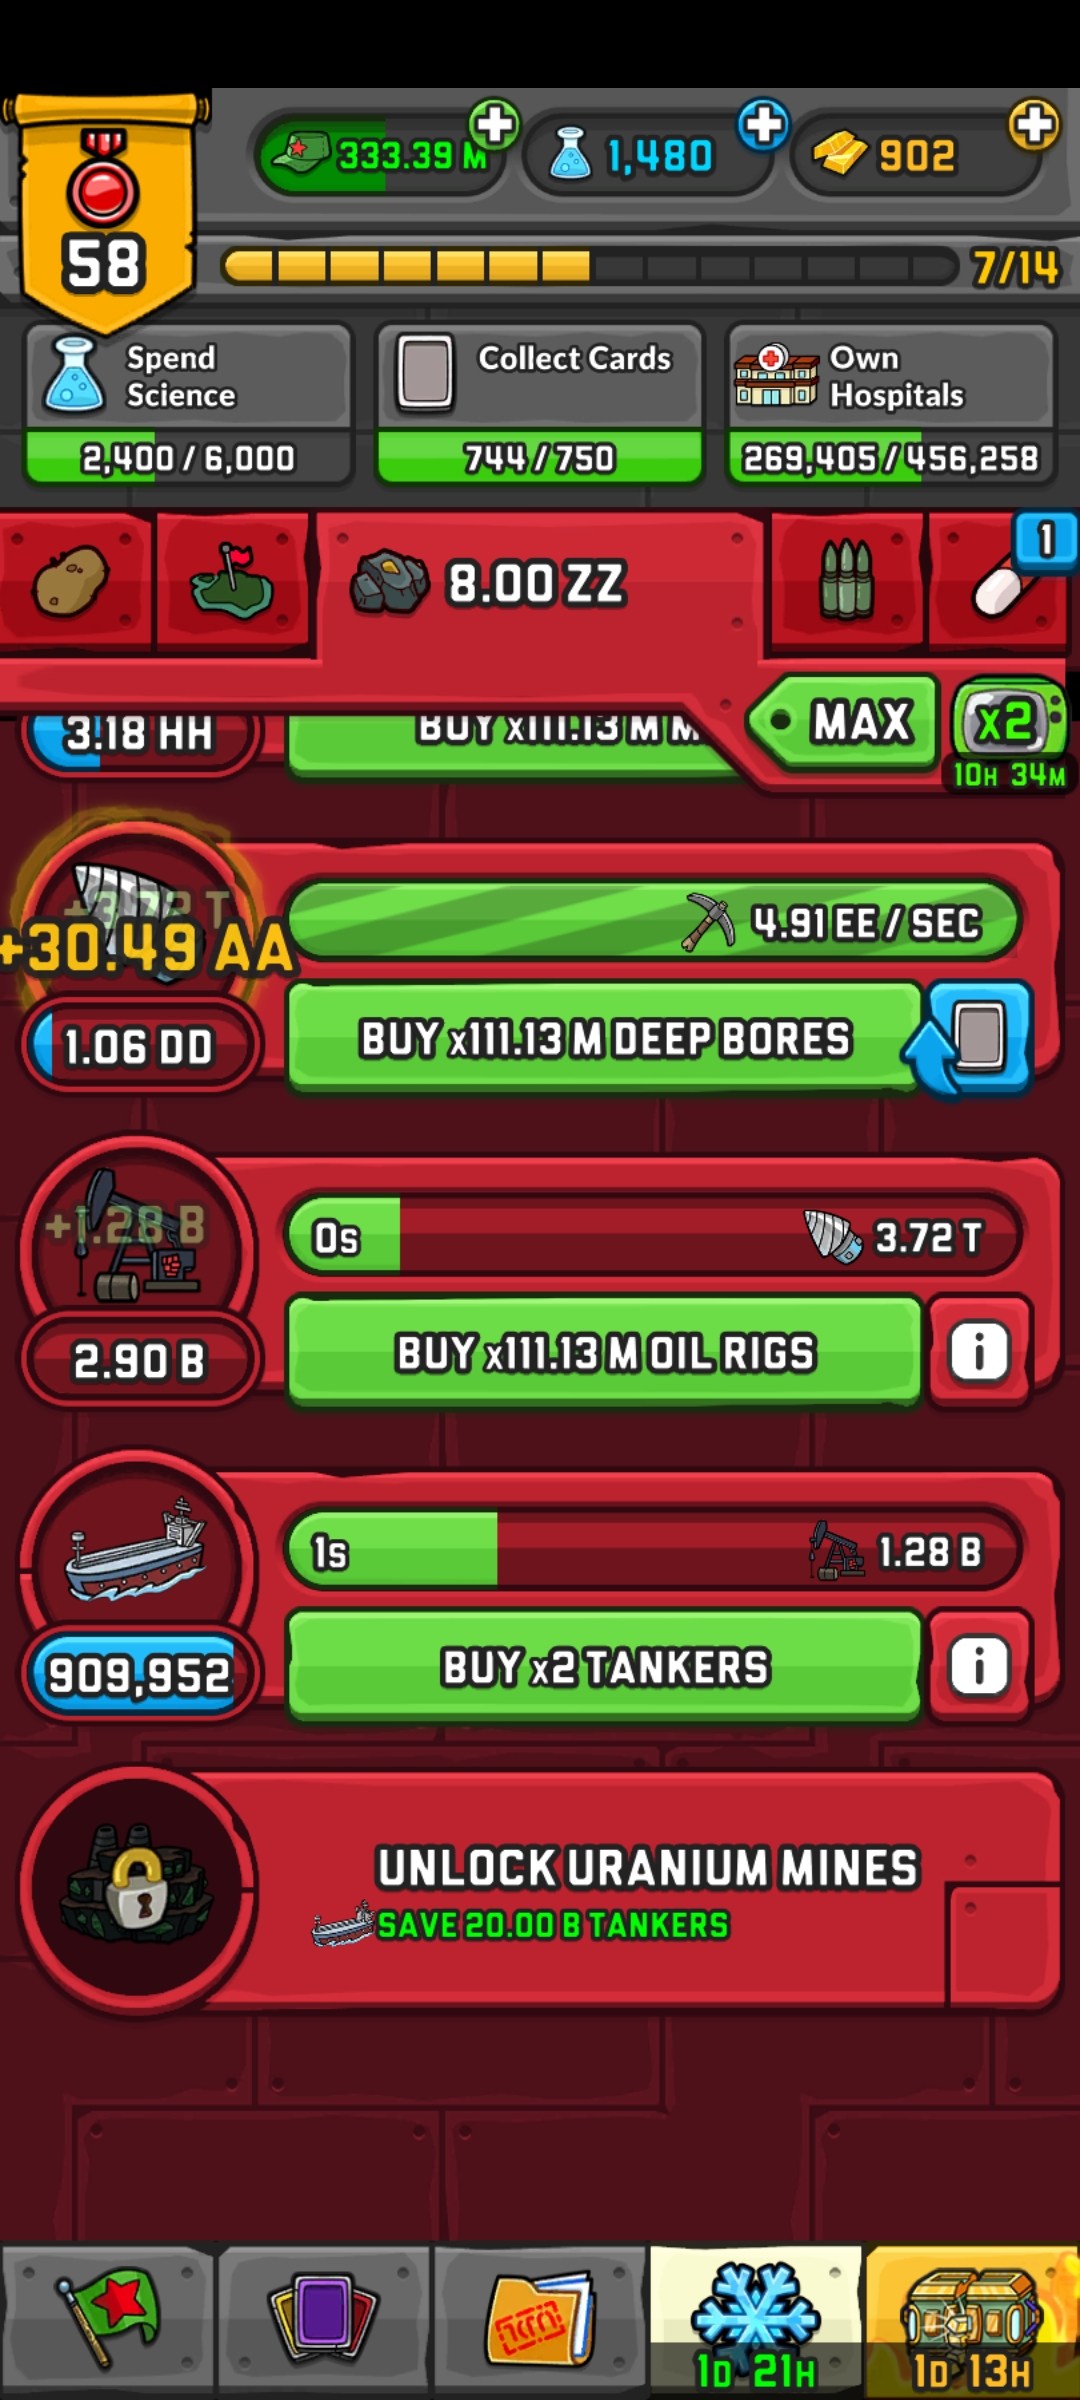 333.39 M
1,480
902
58
7/14
Spend
Science
2,400 / 6,000
Collect Cards
744 / 750
Own
Hospitals
269,405 / 456,258
8.00 ZZ
1
MAX
x2
10H 34M
3.18 HH
BUY x111.13 M M
+3.72 T
+30.49 AA
4.91 EE / SEC
1.06 DD
BUY x111.13 M DEEP BORES
+1.28 B
0s
3.72 T
2.90 B
BUY x111.13 M OIL RIGS
i
1s
1.28 B
909,952
BUY x2 TANKERS
i
UNLOCK URANIUM MINES
SAVE 20.00 B TANKERS
1D 21H
1D 13H